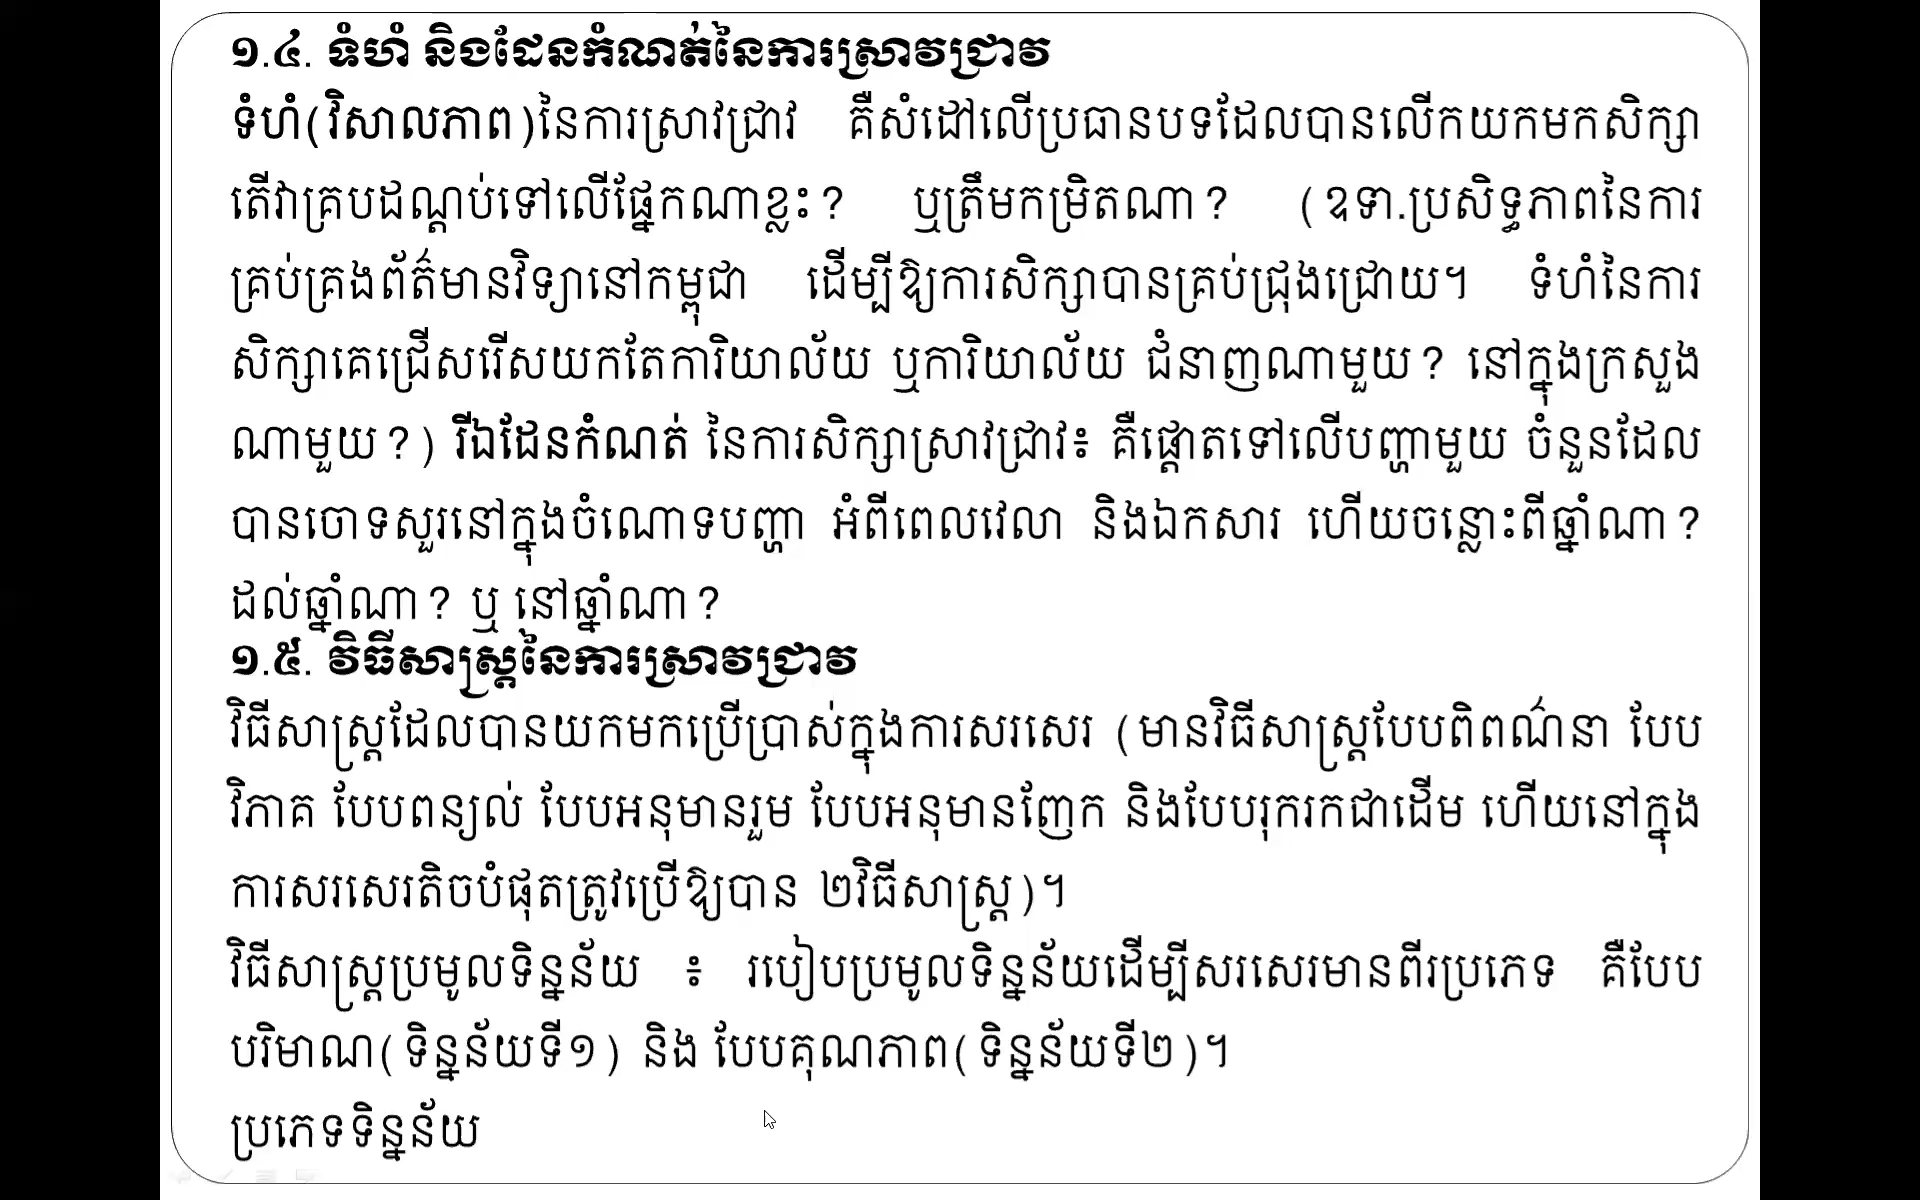 ១.៤. ទំហំ និងដែនកំណត់នៃការស្រាវជ្រាវ
ទំហំ(វិសាលភាព)នៃការស្រាវជ្រាវ គឺសំដៅលើប្រធានបទដែលបានលើកយកមកសិក្សា
តើវាគ្របដណ្តប់ទៅលើផ្នែកណាខ្លះ? ឬត្រឹមកម្រិតណា? (ឧទា.ប្រសិទ្ធភាពនៃការ
គ្រប់គ្រងព័ត៌មានវិទ្យានៅកម្ពុជា ដើម្បីឱ្យការសិក្សាបានគ្រប់ជ្រុងជ្រោយ។ ទំហំនៃការ
សិក្សាគេជ្រើសរើសយកតែការិយាល័យ ឬការិយាល័យ ជំនាញណាមួយ? នៅក្នុងក្រសួង
ណាមួយ?) រីឯដែនកំណត់ នៃការសិក្សាស្រាវជ្រាវ៖ គឺផ្តោតទៅលើបញ្ហាមួយ ចំនួនដែល
បានចោទសួរនៅក្នុងចំណោទបញ្ហា អំពីពេលវេលា និងឯកសារ ហើយចន្លោះពីឆ្នាំណា?
ដល់ឆ្នាំណា? ឬ នៅឆ្នាំណា?
១.៥. វិធីសាស្ត្រនៃការស្រាវជ្រាវ
វិធីសាស្ត្រដែលបានយកមកប្រើប្រាស់ក្នុងការសរសេរ (មានវិធីសាស្ត្របែបពិពណ៌នា បែប
វិភាគ បែបពន្យល់ បែបអនុមានរួម បែបអនុមានញែក និងបែបរុករកជាដើម ហើយនៅក្នុង
ការសរសេរតិចបំផុតត្រូវប្រើឱ្យបាន ២វិធីសាស្ត្រ)។
វិធីសាស្ត្រប្រមូលទិន្នន័យ ៖ របៀបប្រមូលទិន្នន័យដើម្បីសរសេរមានពីរប្រភេទ គឺបែប
បរិមាណ(ទិន្នន័យទី១) និង បែបគុណភាព(ទិន្នន័យទី២)។
ប្រភេទទិន្នន័យ